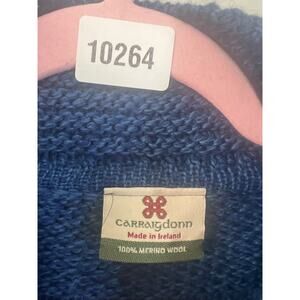 10264
CARRAIGDONN
Made in Ireland
100% MERINO WOOL